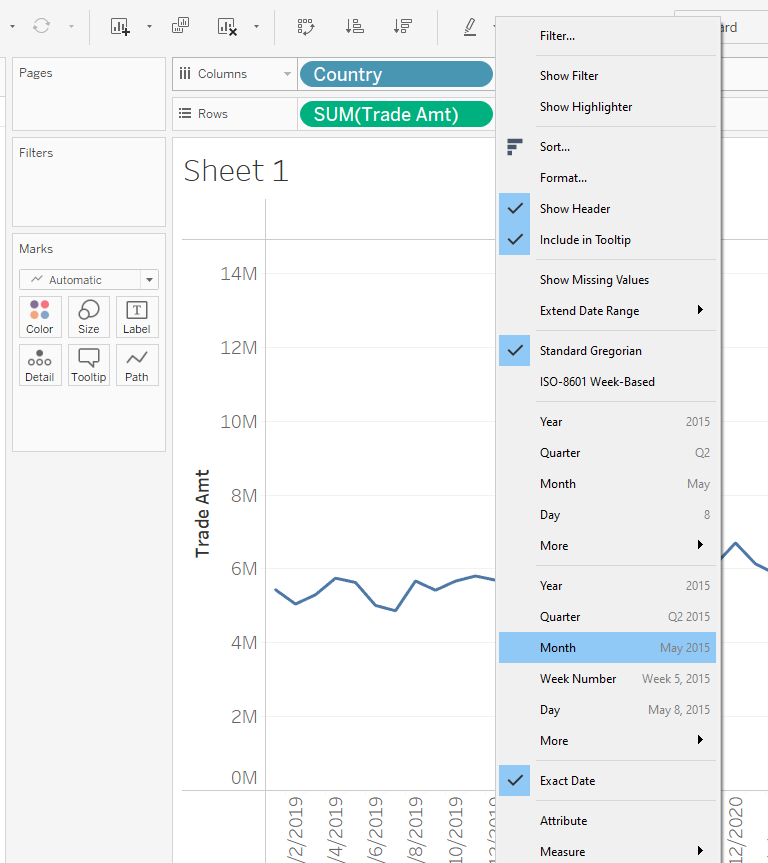 Pages
Columns
Country
Rows
SUM(Trade Amt)
Filters
Marks
Automatic
Color
Size
Label
Detail
Tooltip
Path
Sheet 1
14M
12M
10M
8M
6M
4M
2M
0M
Trade Amt
/2/2019
/4/2019
/6/2019
/8/2019
10/2019
12/2020
Filter...
Show Filter
Show Highlighter
Sort...
Format...
Show Header
Include in Tooltip
Show Missing Values
Extend Date Range
Standard Gregorian
ISO-8601 Week-Based
Year 2015
Quarter Q2
Month May
Day 8
More
Year 2015
Quarter Q2 2015
Month May 2015
Week Number Week 5, 2015
Day May 8, 2015
More
Exact Date
Attribute
Measure